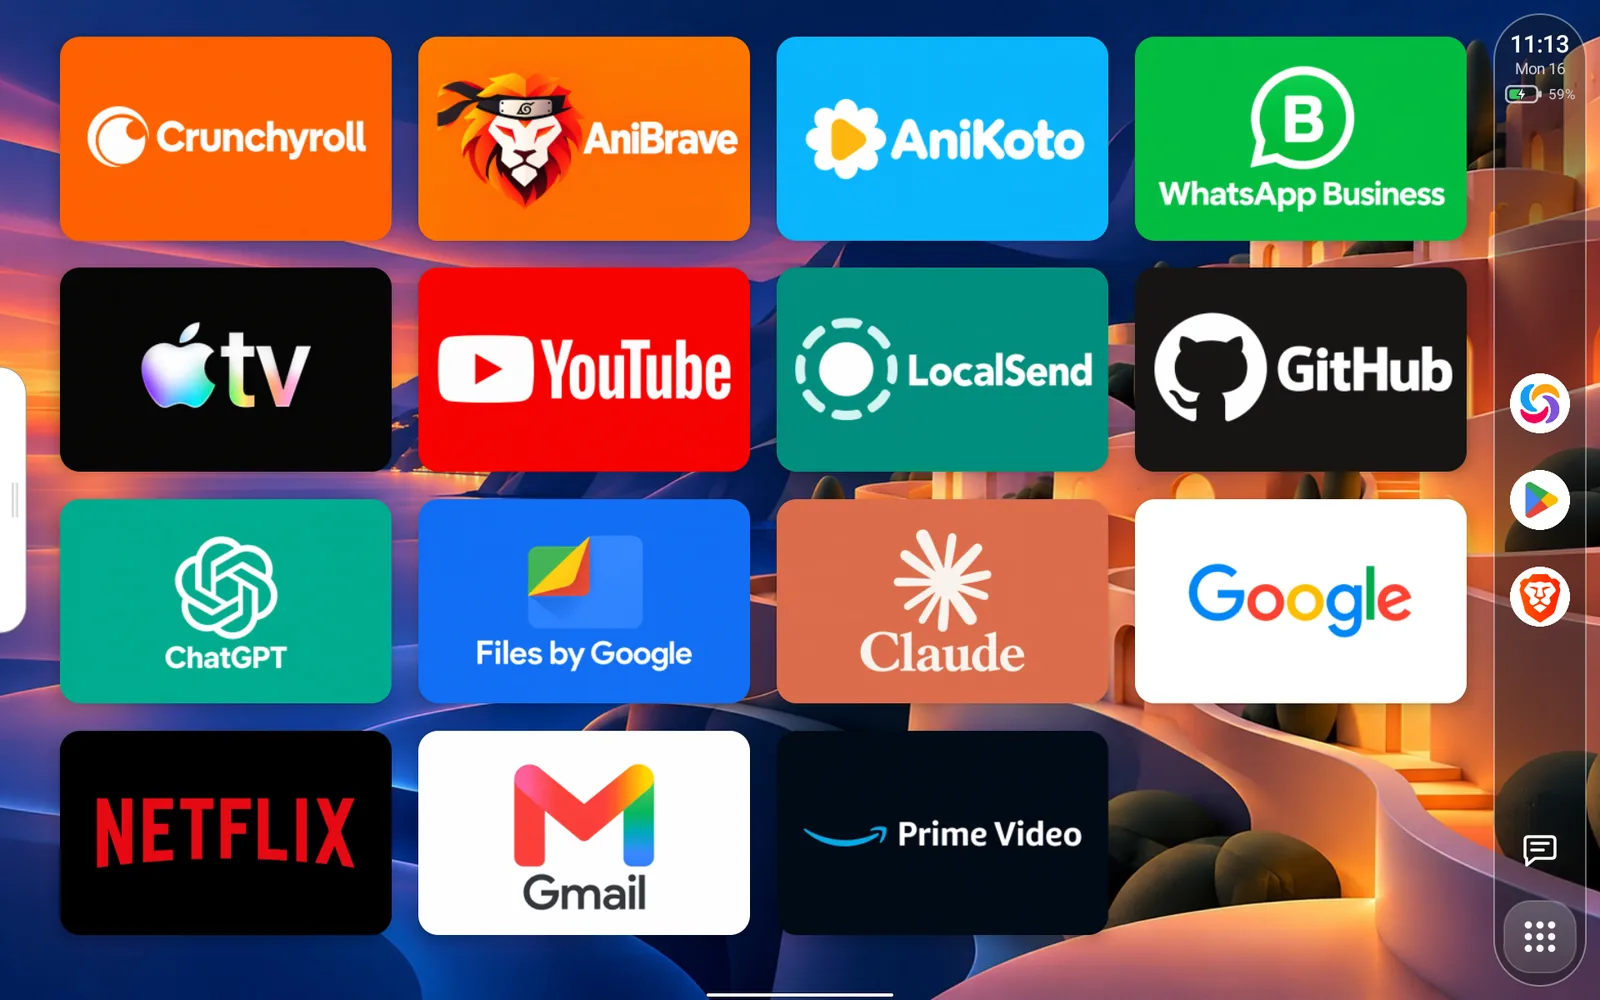 Crunchyroll
AniBrave
AniKoto
B
WhatsApp Business
tv
YouTube
LocalSend
GitHub
ChatGPT
Files by Google
Claude
Google
NETFLIX
Gmail
Prime Video
11:13
Mon 16
59%